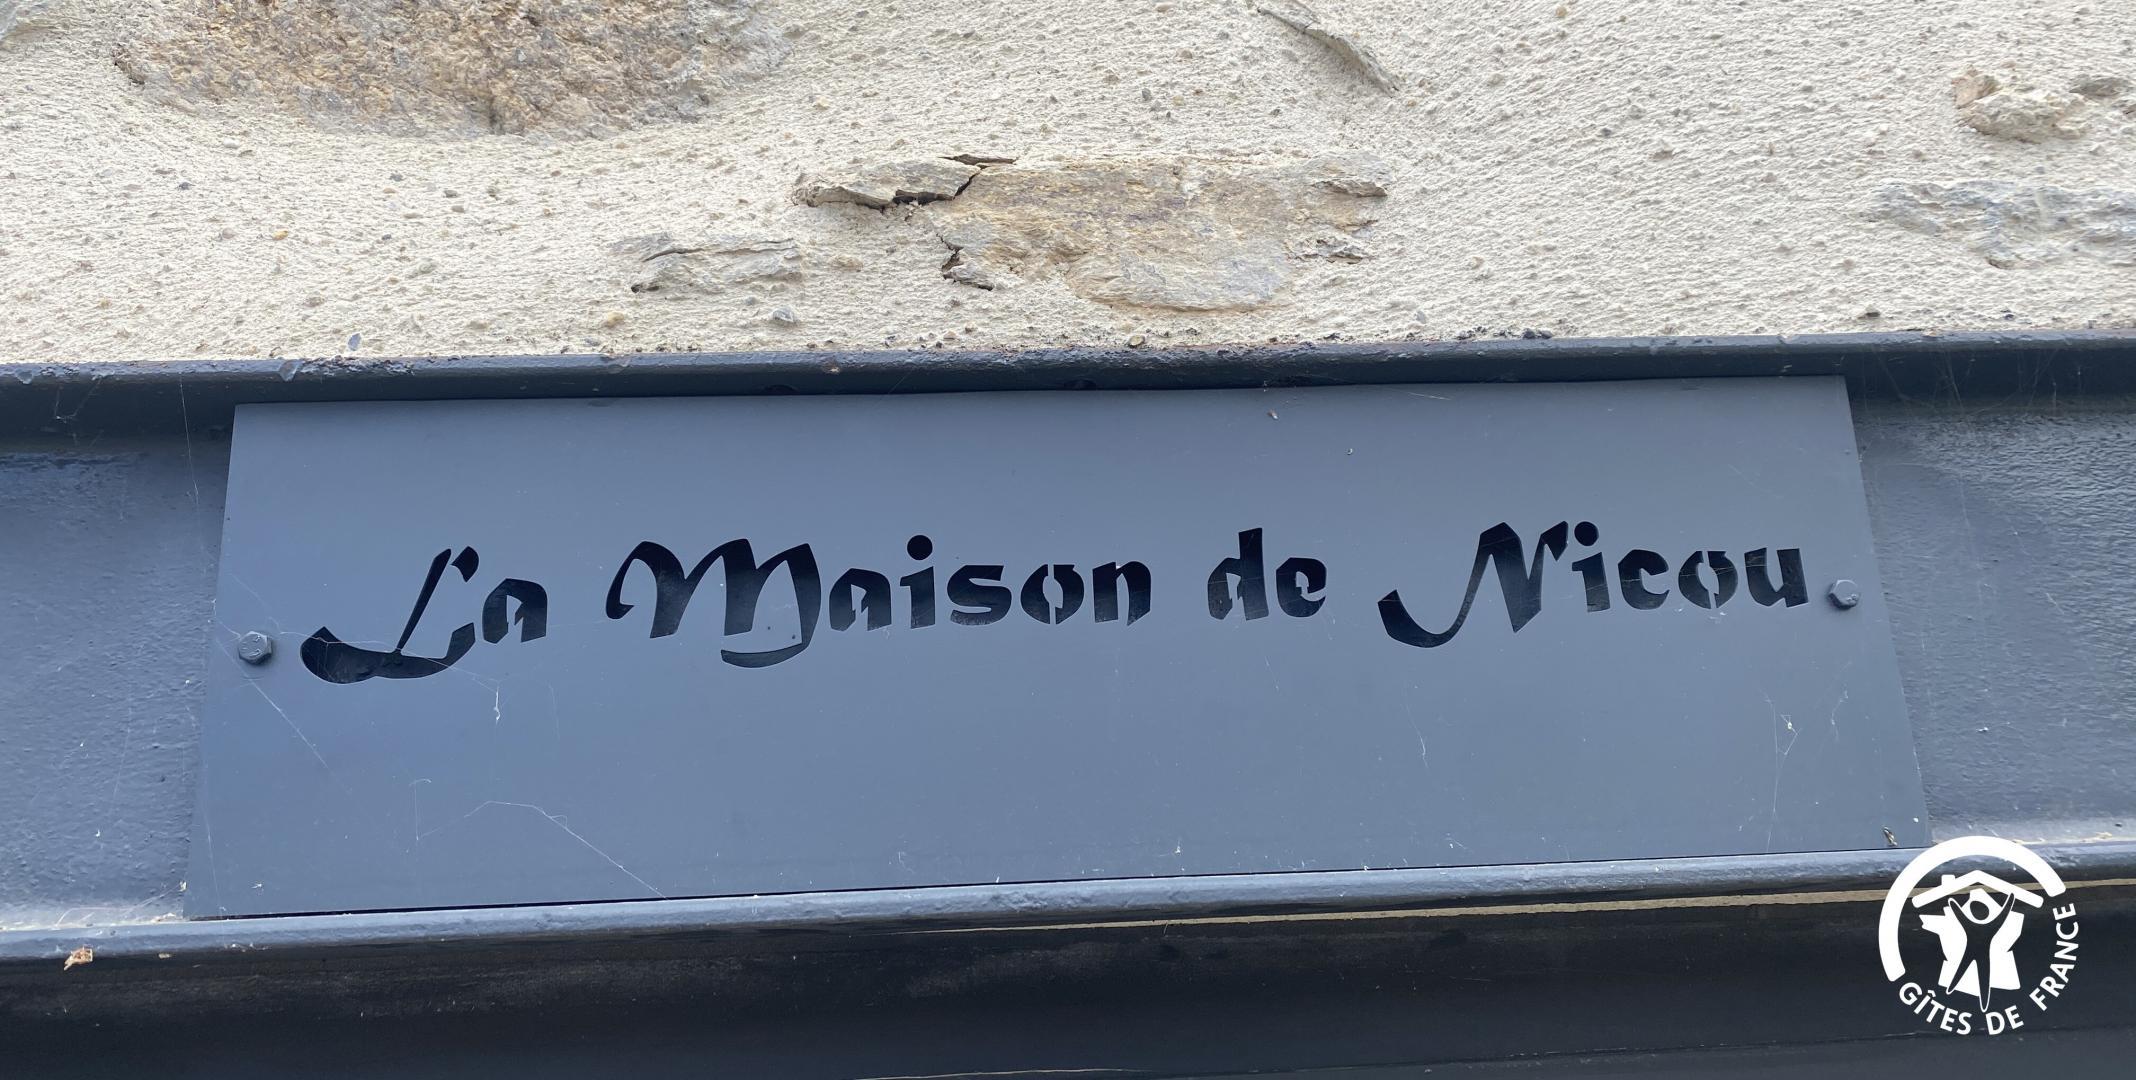 La Maison de Nicou
GÎTES DE FRANCE